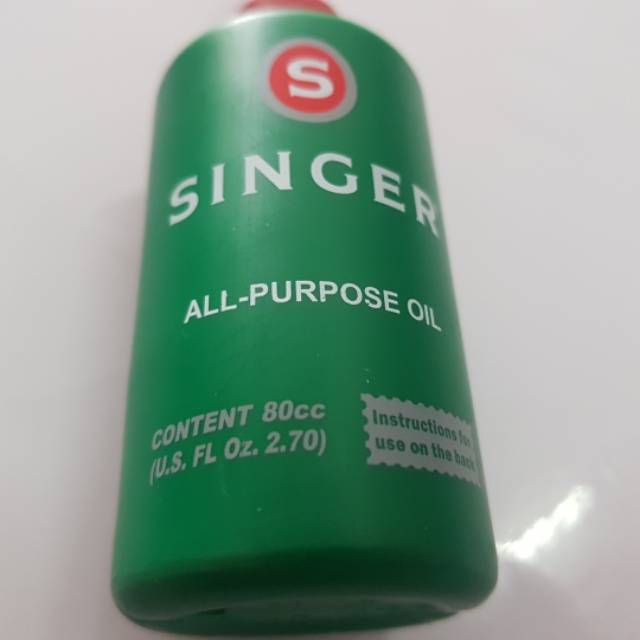 S
SINGER
ALL-PURPOSE OIL
CONTENT 80cc
(U.S. FL Oz. 2.70)
Instructions for
use on the back